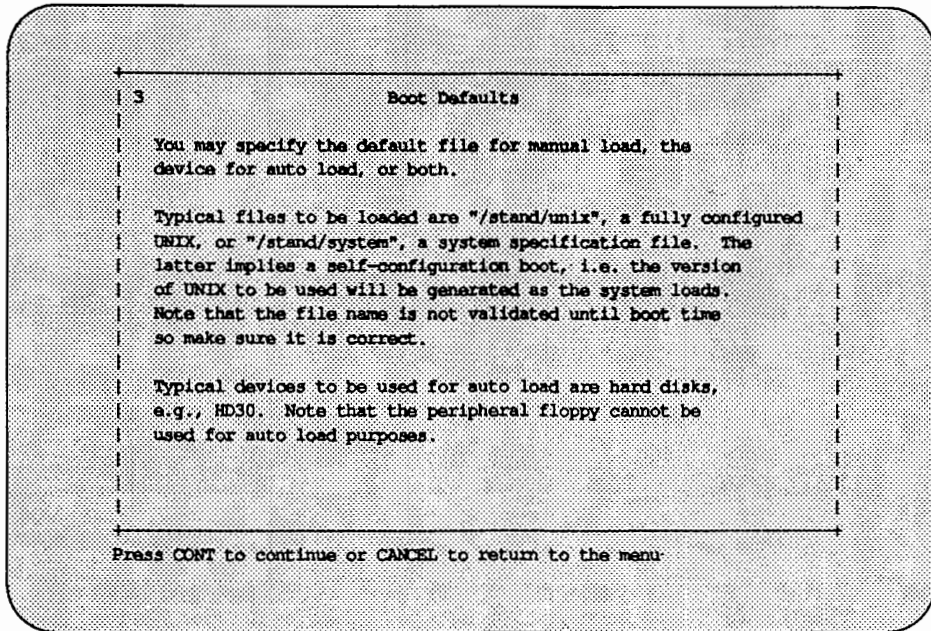 3 Boot Defaults
You may specify the default file for manual load, the
device for auto load, or both.
Typical files to be loaded are "/stand/unix", a fully configured
UNIX, or "/stand/system", a system specification file. The
latter implies a self-configuration boot, i.e. the version
of UNIX to be used will be generated as the system loads.
Note that the file name is not validated until boot time
so make sure it is correct.
Typical devices to be used for auto load are hard disks,
e.g., HD30. Note that the peripheral floppy cannot be
used for auto load purposes.
Press CONT to continue or CANCEL to return to the menu